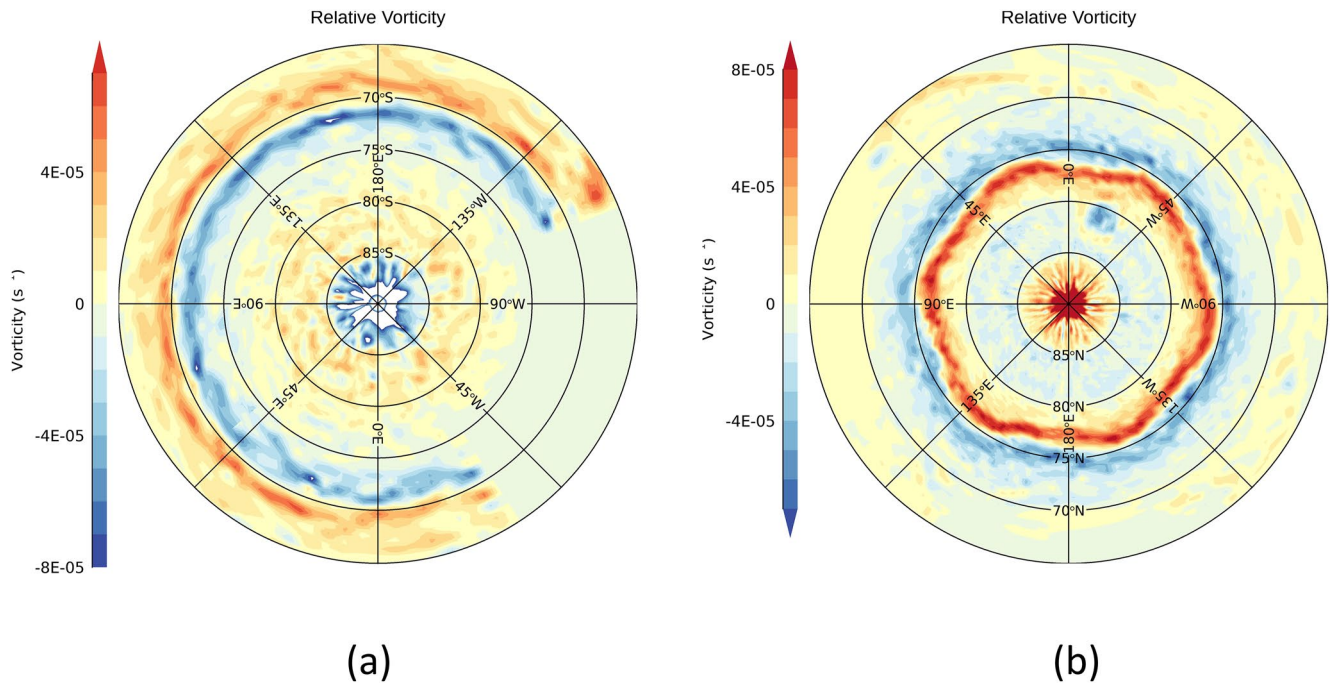 Relative Vorticity
4E-05
0
-4E-05
-8E-05
Vorticity (s⁻¹)
70°S
75°S
80°S
85°S
180°E
135°E
135°W
90°E
90°W
45°E
45°W
0°E
(a)
Relative Vorticity
8E-05
4E-05
0
-4E-05
Vorticity (s⁻¹)
0°E
45°E
45°W
90°E
90°W
85°N
135°E
135°W
80°N
180°E
75°N
70°N
(b)